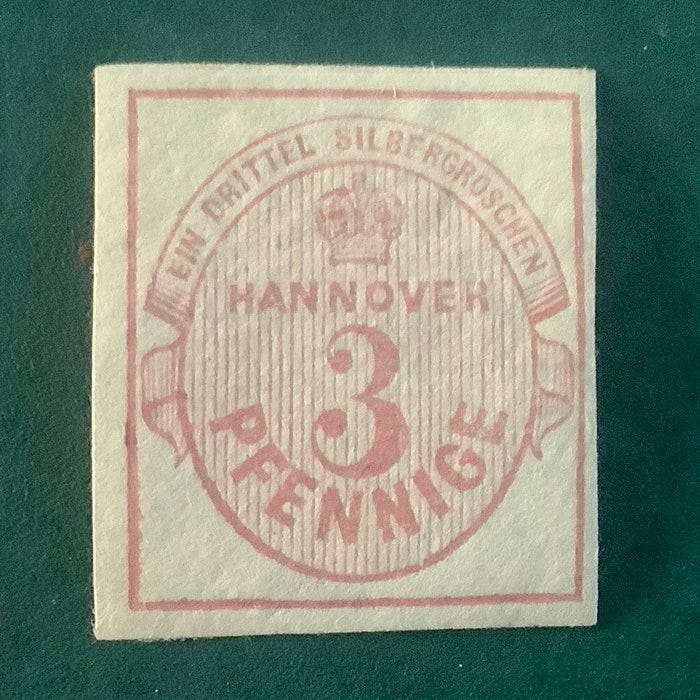 EIN DRITTEL SILBERGROSCHEN
HANNOVER
3
PFENNIGE